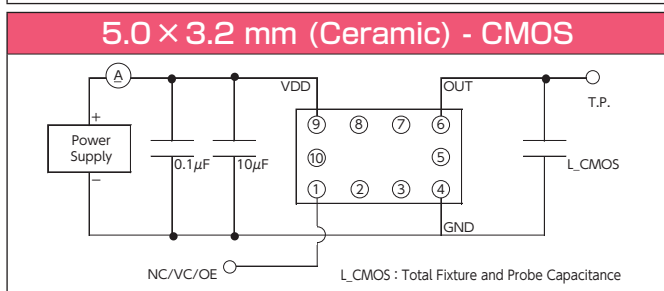 5.0×3.2 mm (Ceramic) - CMOS
A
VDD
OUT
T.P.
+
Power
Supply
−
0.1μF
10μF
9
8
7
6
10
5
1
2
3
4
L_CMOS
GND
NC/VC/OE
L_CMOS : Total Fixture and Probe Capacitance